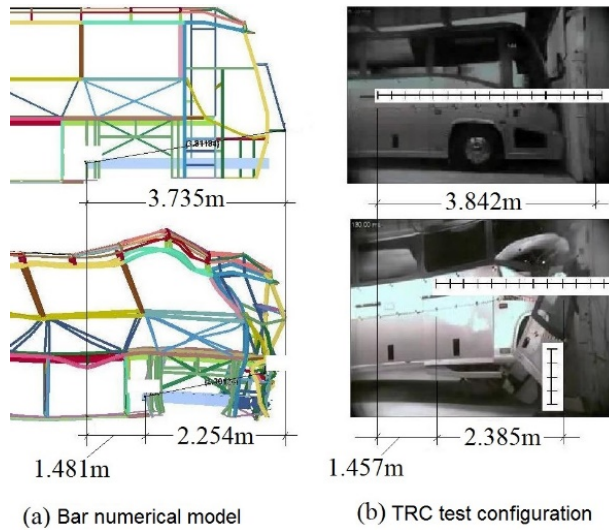 3.735m
3.842m
2.254m
1.481m
2.385m
1.457m
(a) Bar numerical model
(b) TRC test configuration